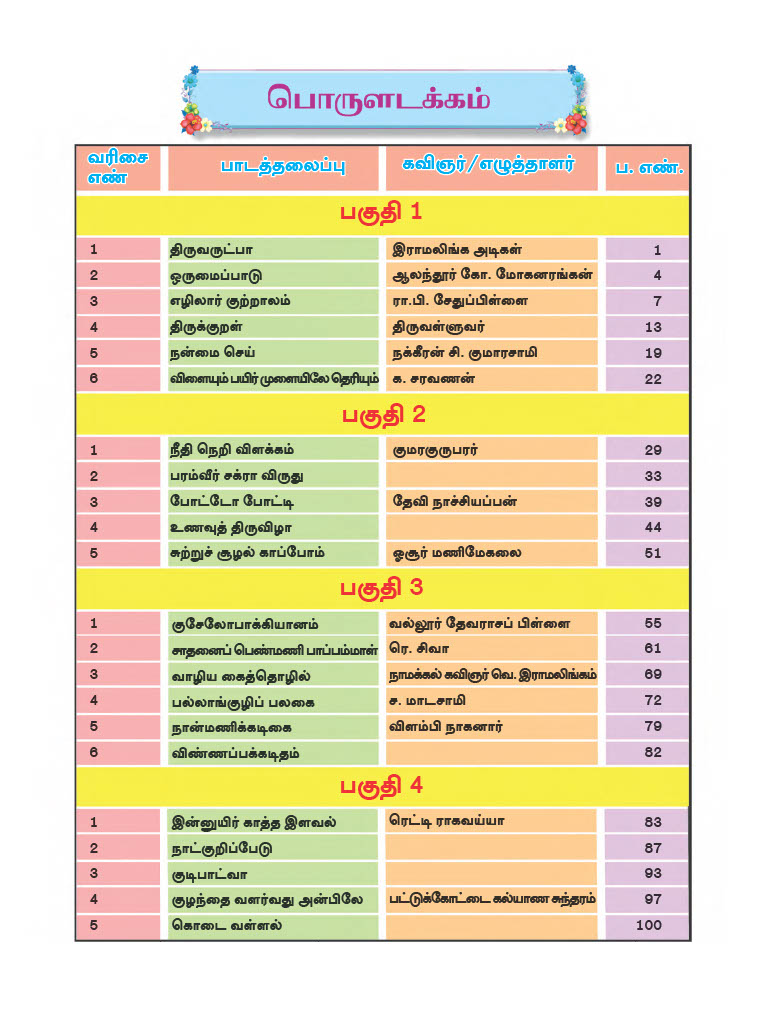 பொருளடக்கம்
வரிசை எண் பாடத்தலைப்பு கவிஞர்/எழுத்தாளர் ப. எண்.
பகுதி 1
1 திருவருட்பா இராமலிங்க அடிகள் 1
2 ஒருமைப்பாடு ஆலந்தூர் கோ. மோகனரங்கன் 4
3 எழிலார் குற்றாலம் ரா.பி. சேதுப்பிள்ளை 7
4 திருக்குறள் திருவள்ளுவர் 13
5 நன்மை செய் நக்கீரன் சி. குமாரசாமி 19
6 விளையும் பயிர் முளையிலே தெரியும் க. சரவணன் 22
பகுதி 2
1 நீதி நெறி விளக்கம் குமரகுருபரர் 29
2 பரம்வீர் சக்ரா விருது 33
3 போட்டோ போட்டி தேவி நாச்சியப்பன் 39
4 உணவுத் திருவிழா 44
5 சுற்றுச் சூழல் காப்போம் ஓசூர் மணிமேகலை 51
பகுதி 3
1 குசேலோபாக்கியானம் வல்லூர் தேவராசப் பிள்ளை 55
2 சாதனைப் பெண்மணி பாப்பம்மாள் ரெ. சிவா 61
3 வாழிய கைத்தொழில் நாமக்கல் கவிஞர் வெ. இராமலிங்கம் 69
4 பல்லாங்குழிப் பலகை ச. மாடசாமி 72
5 நான்மணிக்கடிகை விளம்பி நாகனார் 79
6 விண்ணப்பக்கடிதம் 82
பகுதி 4
1 இன்னுயிர் காத்த இளவல் ரெட்டி ராகவய்யா 83
2 நாட்குறிப்பேடு 87
3 குடிபாட்வா 93
4 குழந்தை வளர்வது அன்பிலே பட்டுக்கோட்டை கல்யாண சுந்தரம் 97
5 கொடை வள்ளல் 100